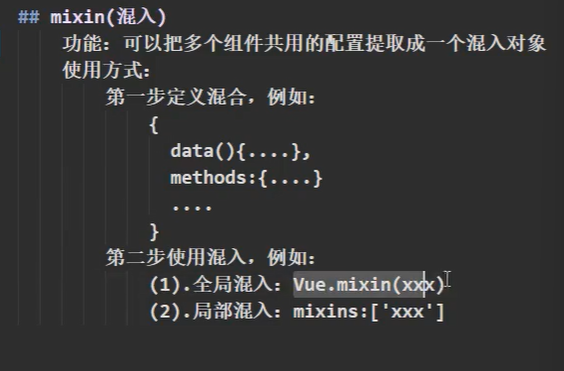 ## mixin(混入)
功能：可以把多个组件共用的配置提取成一个混入对象
使用方式：
第一步定义混合，例如：
{
data(){....},
methods:{....}
....
}
第二步使用混入，例如：
(1).全局混入：Vue.mixin(xxx)
(2).局部混入：mixins:['xxx']